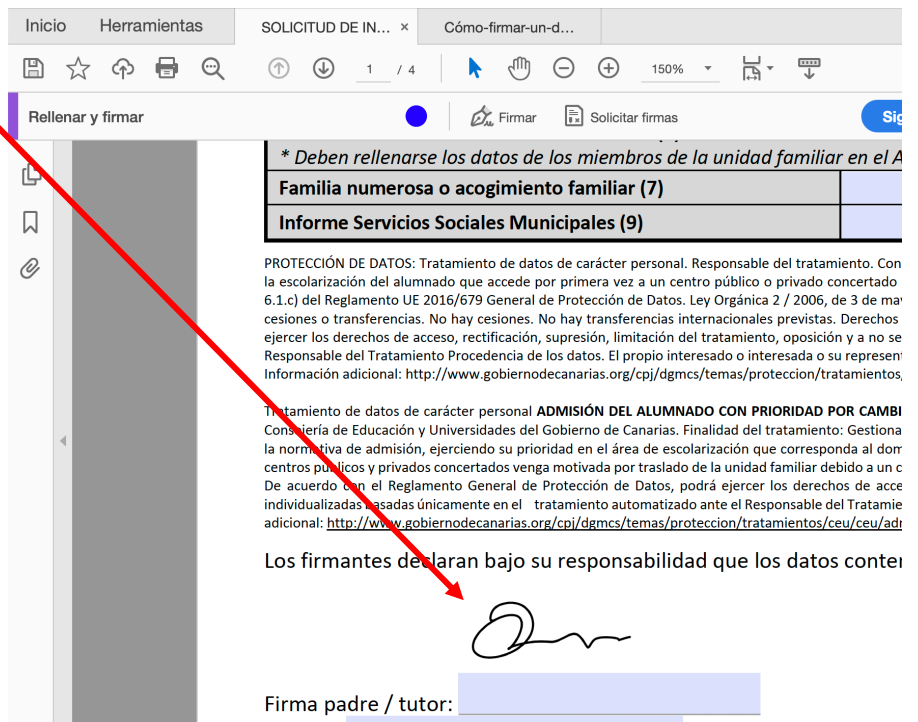 Inicio Herramientas SOLICITUD DE IN... × Cómo-firmar-un-d...
1 / 4 150%
Rellenar y firmar Firmar Solicitar firmas Sig
* Deben rellenarse los datos de los miembros de la unidad familiar en el A
Familia numerosa o acogimiento familiar (7)
Informe Servicios Sociales Municipales (9)
PROTECCIÓN DE DATOS: Tratamiento de datos de carácter personal. Responsable del tratamiento. Con
la escolarización del alumnado que accede por primera vez a un centro público o privado concertado
6.1.c) del Reglamento UE 2016/679 General de Protección de Datos. Ley Orgánica 2 / 2006, de 3 de may
cesiones o transferencias. No hay cesiones. No hay transferencias internacionales previstas. Derechos
ejercer los derechos de acceso, rectificación, supresión, limitación del tratamiento, oposición y a no se
Responsable del Tratamiento Procedencia de los datos. El propio interesado o interesada o su represent
Información adicional: http://www.gobiernodecanarias.org/cpj/dgmcs/temas/proteccion/tratamientos/
Tratamiento de datos de carácter personal ADMISIÓN DEL ALUMNADO CON PRIORIDAD POR CAMBI
Consejería de Educación y Universidades del Gobierno de Canarias. Finalidad del tratamiento: Gestiona
la normativa de admisión, ejerciendo su prioridad en el área de escolarización que corresponda al dom
centros públicos y privados concertados venga motivada por traslado de la unidad familiar debido a un c
De acuerdo con el Reglamento General de Protección de Datos, podrá ejercer los derechos de acce
individualizadas basadas únicamente en el tratamiento automatizado ante el Responsable del Tratamie
adicional: http://www.gobiernodecanarias.org/cpj/dgmcs/temas/proteccion/tratamientos/ceu/ceu/adm
Los firmantes declaran bajo su responsabilidad que los datos conten
Firma padre / tutor: